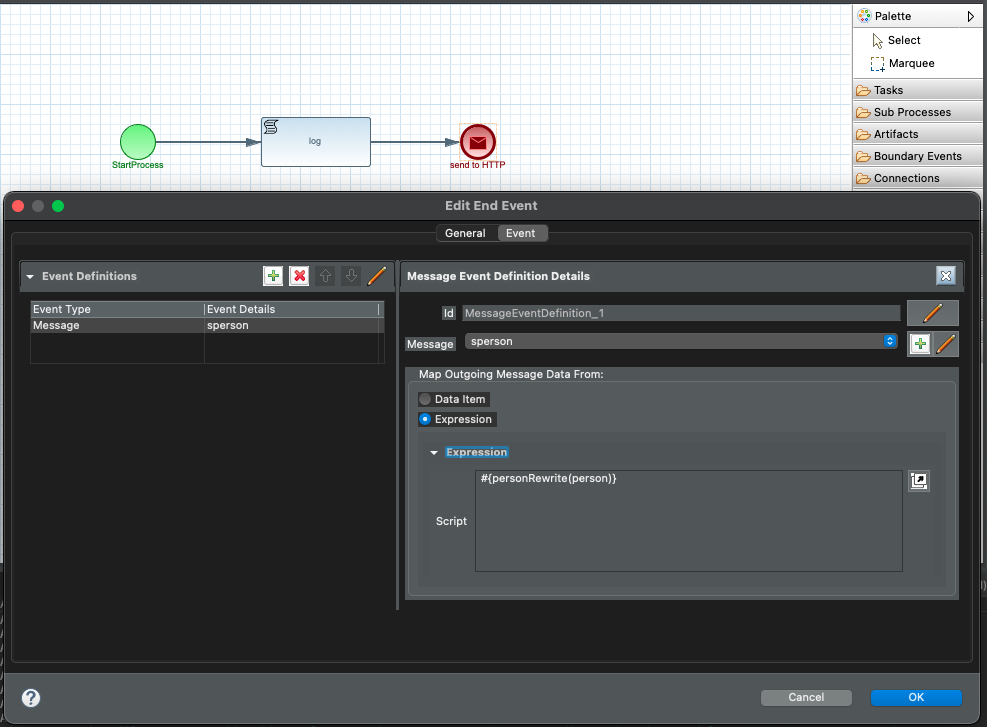 Palette
Select
Marquee
Tasks
Sub Processes
Artifacts
Boundary Events
Connections
log
StartProcess
send to HTTP
Edit End Event
General
Event
Event Definitions
Event Type
Event Details
Message
sperson
Message Event Definition Details
Id
MessageEventDefinition_1
Message
sperson
Map Outgoing Message Data From:
Data Item
Expression
Expression
#{personRewrite(person)}
Script
?
Cancel
OK